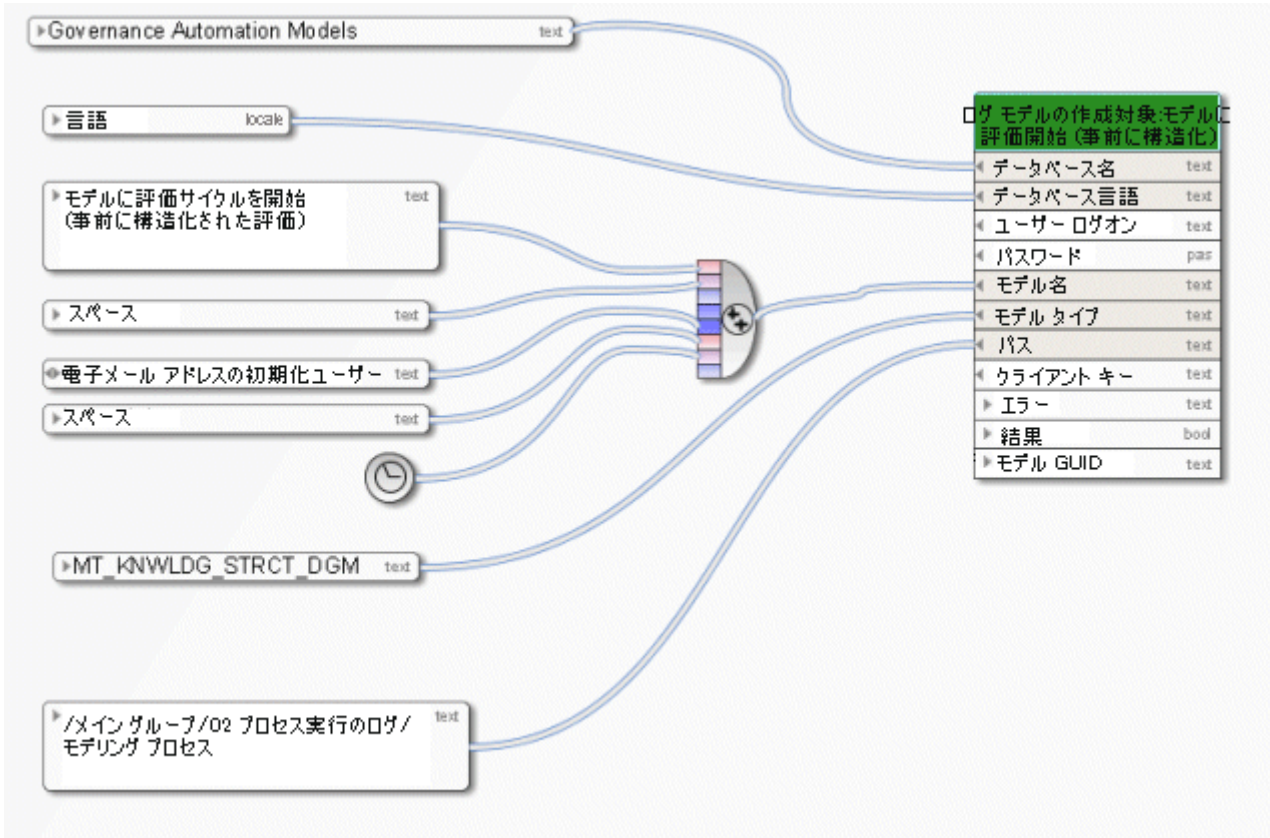 Governance Automation Models text
言語 locale
モデルに評価サイクルを開始 text
(事前に構造化された評価)
スペース text
電子メール アドレスの初期化ユーザー text
スペース text
MT_KNWLDG_STRCT_DGM text
/メイン グループ/02 プロセス実行のログ/ text
モデリング プロセス
ログ モデルの作成対象:モデルに
評価開始 (事前に構造化)
データベース名 text
データベース言語 text
ユーザー ログオン text
パスワード pas
モデル名 text
モデル タイプ text
パス text
クライアント キー text
エラー text
結果 bool
モデル GUID text